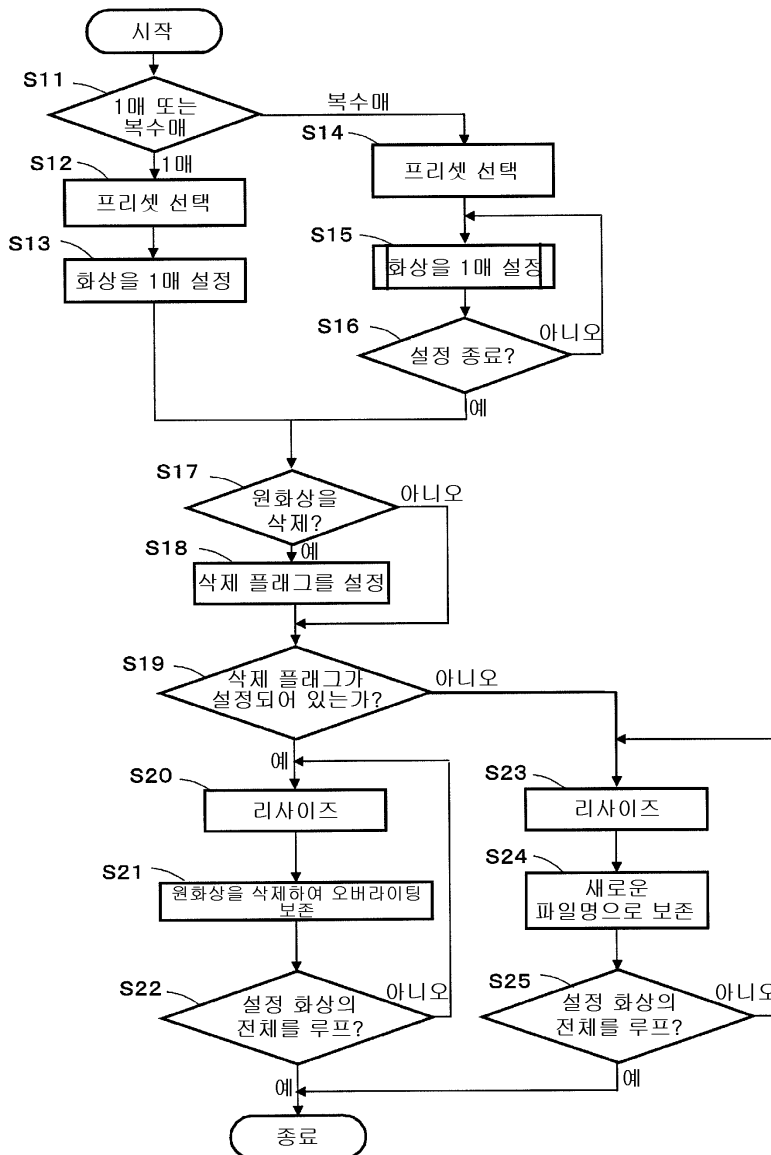 시작
S11
1매 또는
복수매
복수매
1매
S12
프리셋 선택
S13
화상을 1매 설정
S14
프리셋 선택
S15
화상을 1매 설정
S16
설정 종료?
아니오
예
S17
원화상을
삭제?
아니오
예
S18
삭제 플래그를 설정
S19
삭제 플래그가
설정되어 있는가?
아니오
예
S20
리사이즈
S21
원화상을 삭제하여 오버라이팅
보존
S22
설정 화상의
전체를 루프?
아니오
예
S23
리사이즈
S24
새로운
파일명으로 보존
S25
설정 화상의
전체를 루프?
아니오
예
종료